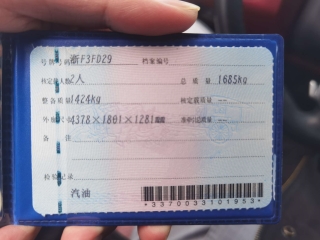 号牌号码 浙F3FD29 档案编号
核定载人数 2人 总质量 1685kg
整备质量 1424kg 核定载质量 --
外廓尺寸 4378×1801×1281mm 准牵引总质量 --
备注
检验记录
汽油
*3370033101953*